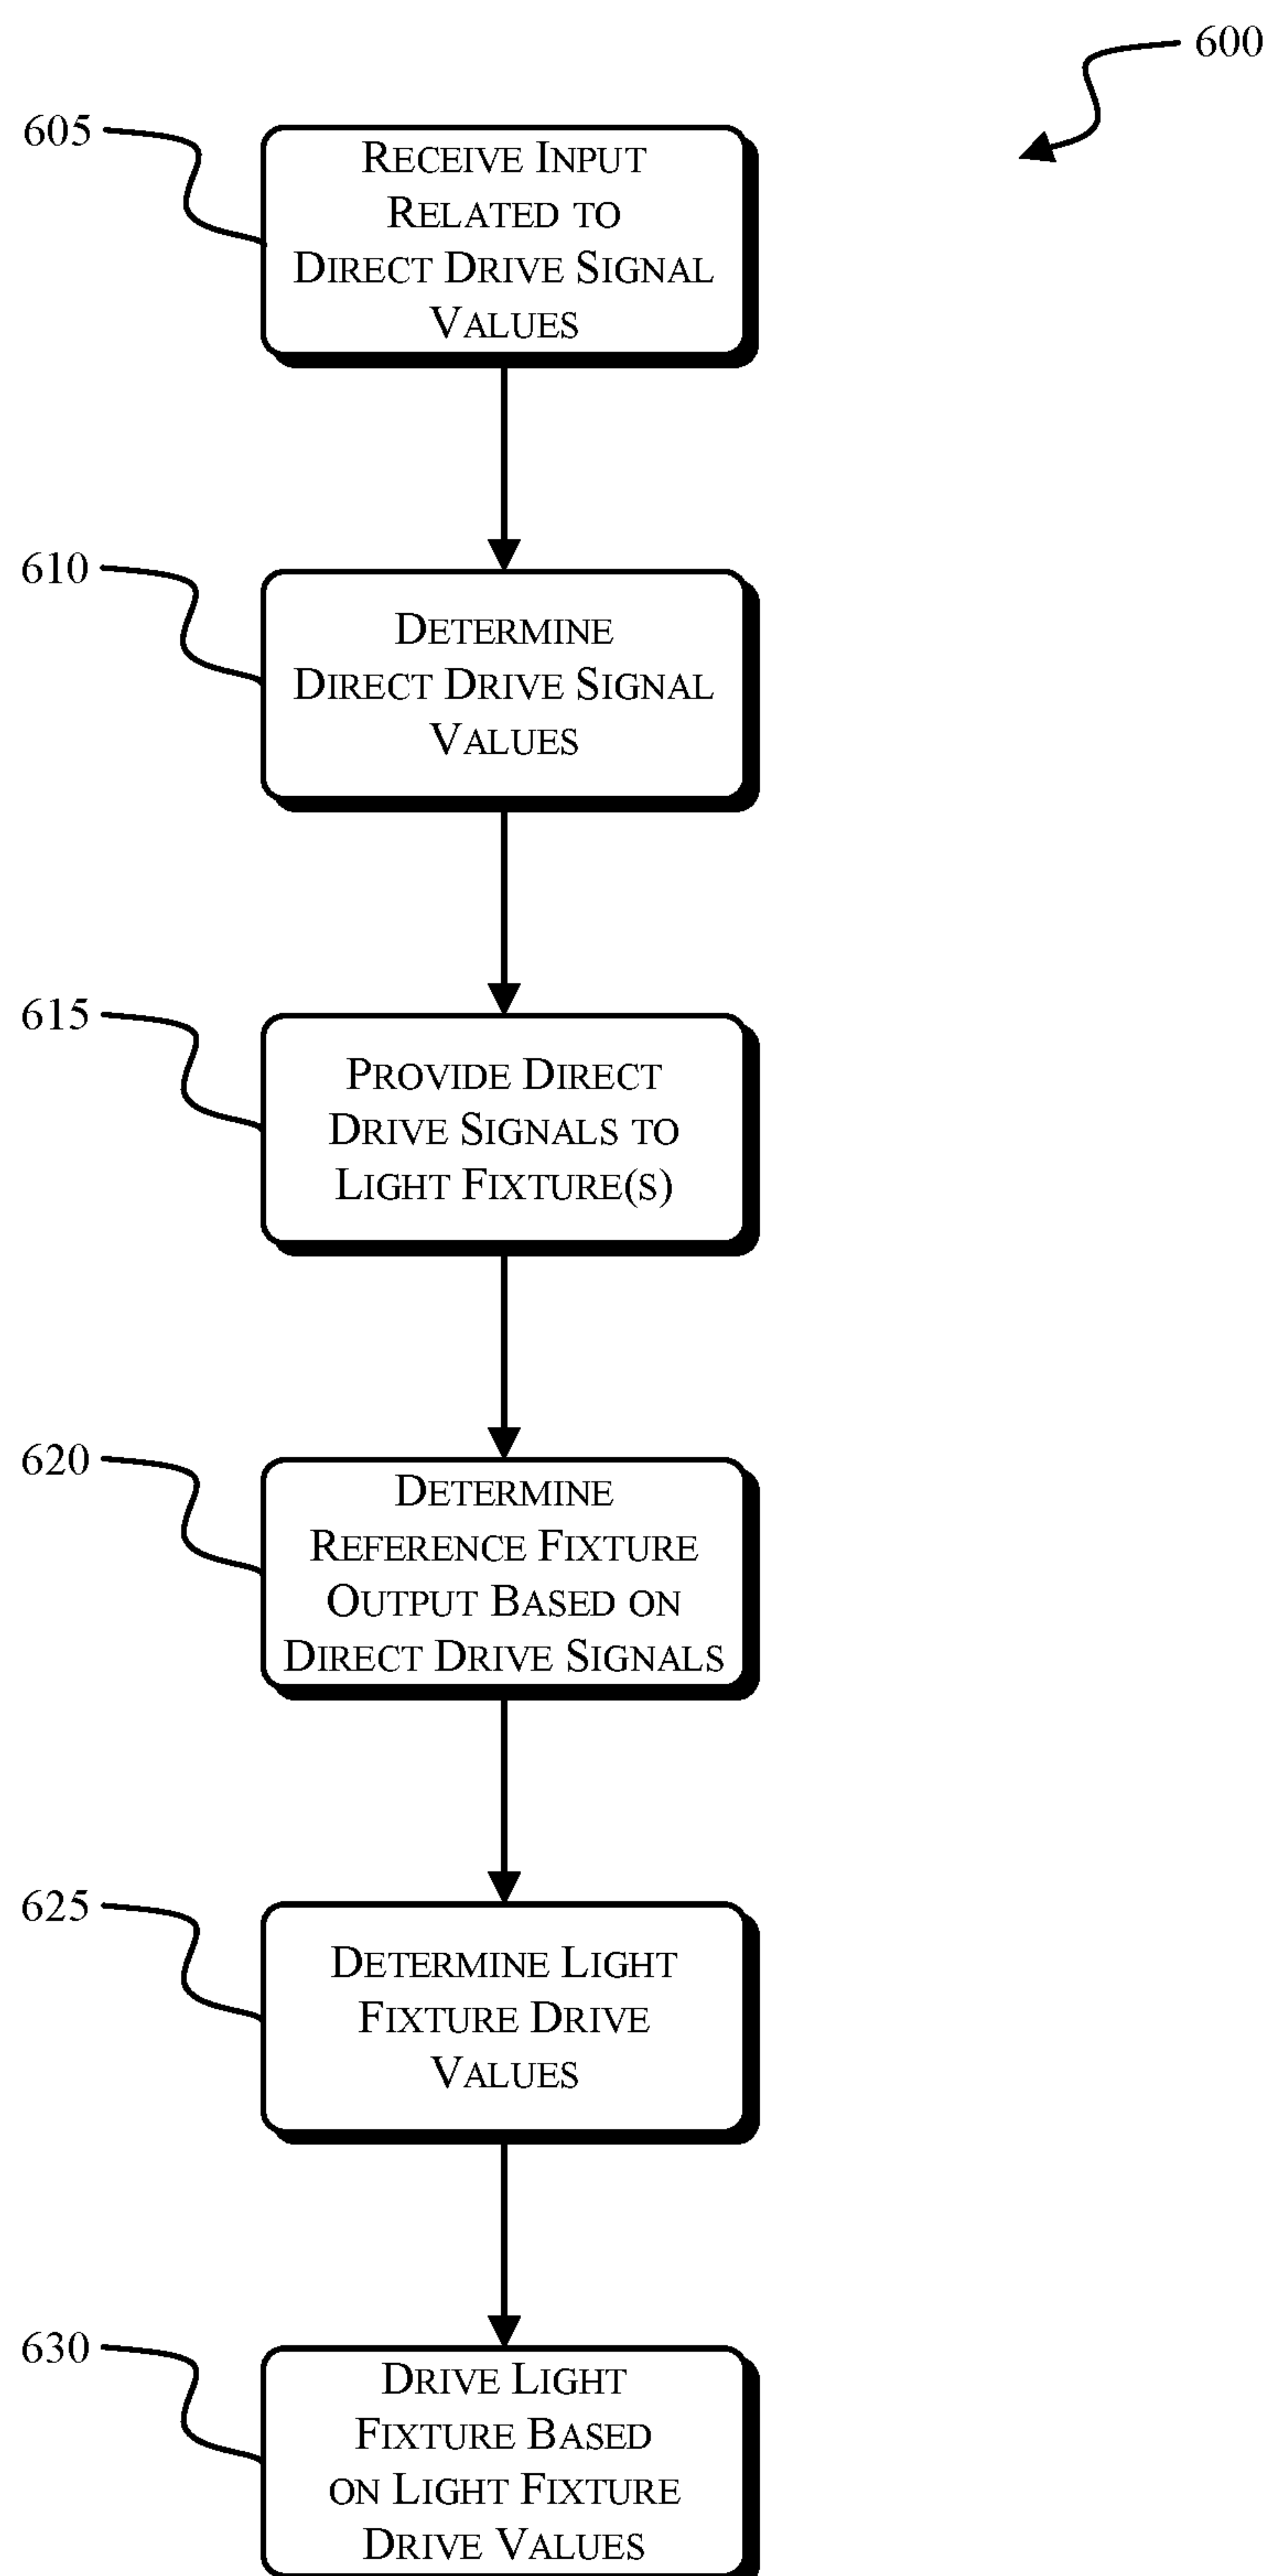 600
605
RECEIVE INPUT
RELATED TO
DIRECT DRIVE SIGNAL
VALUES
610
DETERMINE
DIRECT DRIVE SIGNAL
VALUES
615
PROVIDE DIRECT
DRIVE SIGNALS TO
LIGHT FIXTURE(S)
620
DETERMINE
REFERENCE FIXTURE
OUTPUT BASED ON
DIRECT DRIVE SIGNALS
625
DETERMINE LIGHT
FIXTURE DRIVE
VALUES
630
DRIVE LIGHT
FIXTURE BASED
ON LIGHT FIXTURE
DRIVE VALUES